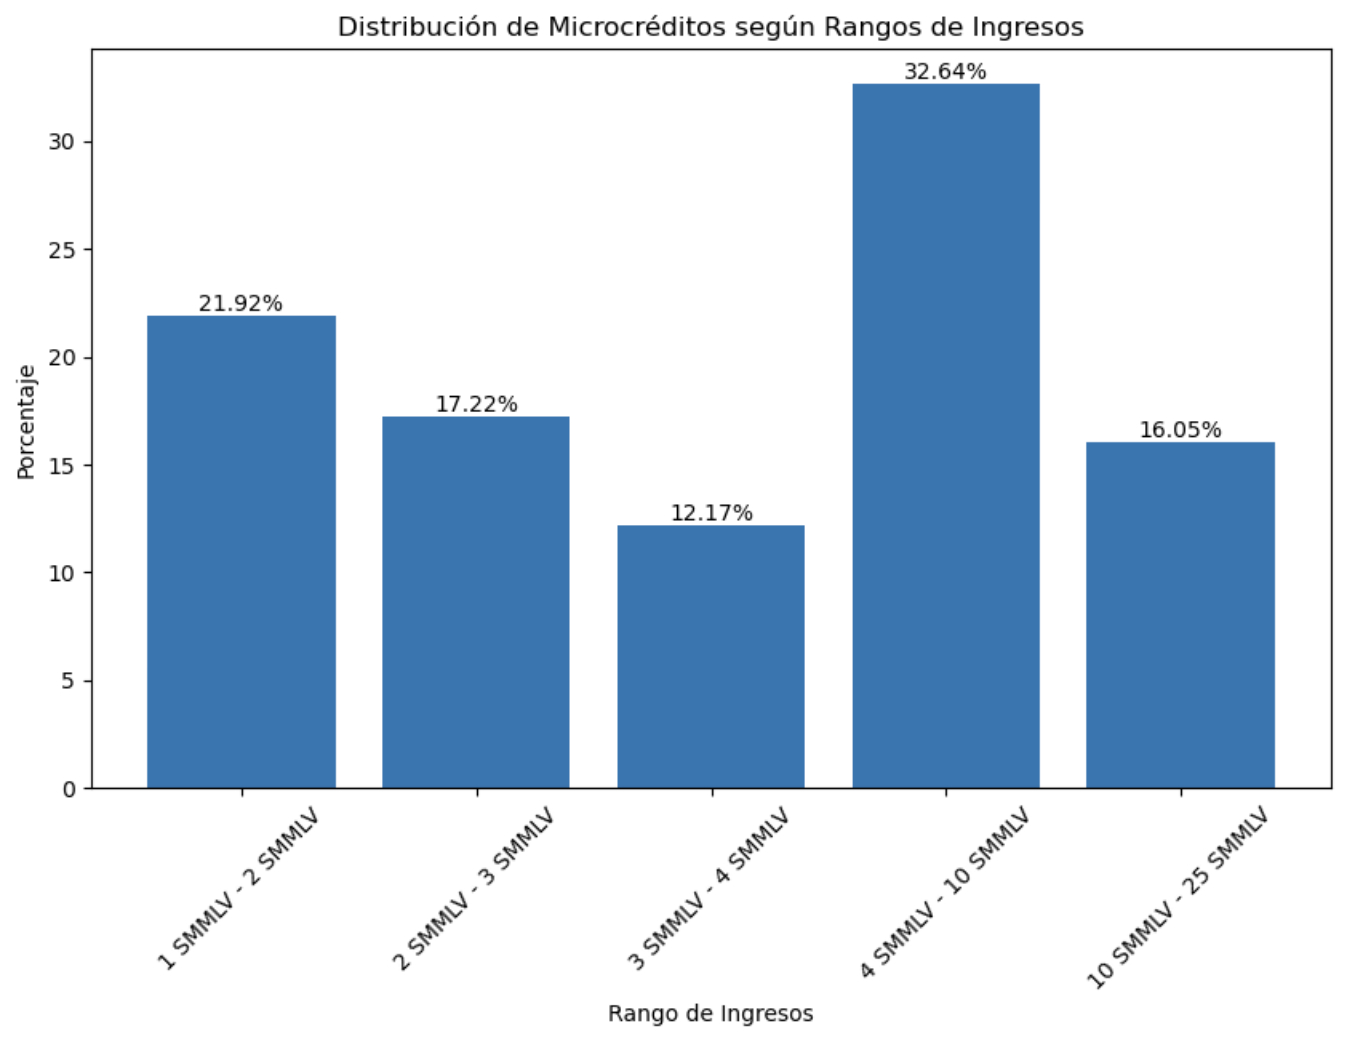 Distribución de Microcréditos según Rangos de Ingresos
32.64%
30
25
21.92%
20
17.22%
16.05%
15
12.17%
10
5
0
Porcentaje
1 SMMLV - 2 SMMLV
2 SMMLV - 3 SMMLV
3 SMMLV - 4 SMMLV
4 SMMLV - 10 SMMLV
10 SMMLV - 25 SMMLV
Rango de Ingresos